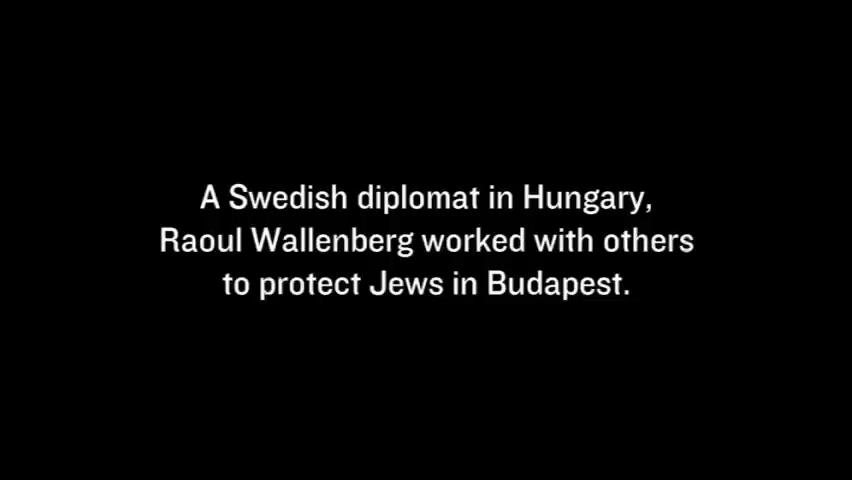 A Swedish diplomat in Hungary,
Raoul Wallenberg worked with others
to protect Jews in Budapest.